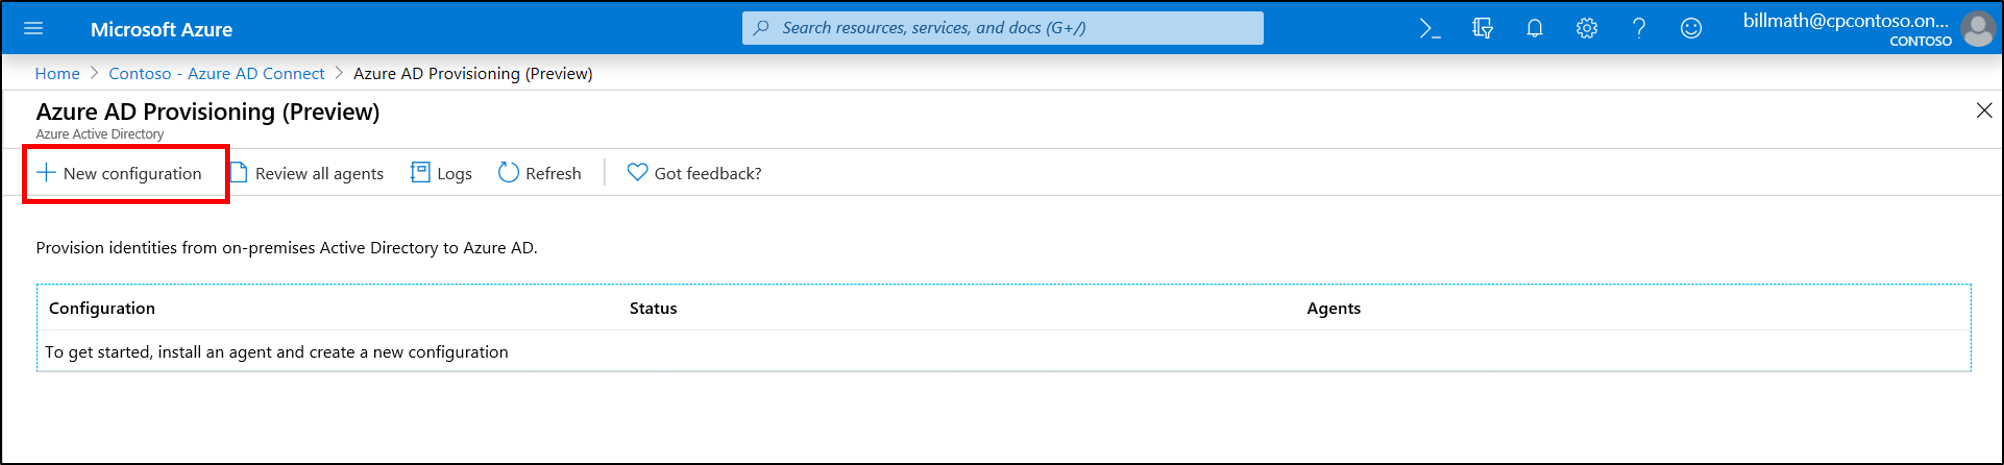 Microsoft Azure
Search resources, services, and docs (G+/)
billmath@cpcontoso.on...
CONTOSO
Home > Contoso - Azure AD Connect > Azure AD Provisioning (Preview)
Azure AD Provisioning (Preview)
Azure Active Directory
New configuration Review all agents Logs Refresh Got feedback?
Provision identities from on-premises Active Directory to Azure AD.
Configuration Status Agents
To get started, install an agent and create a new configuration